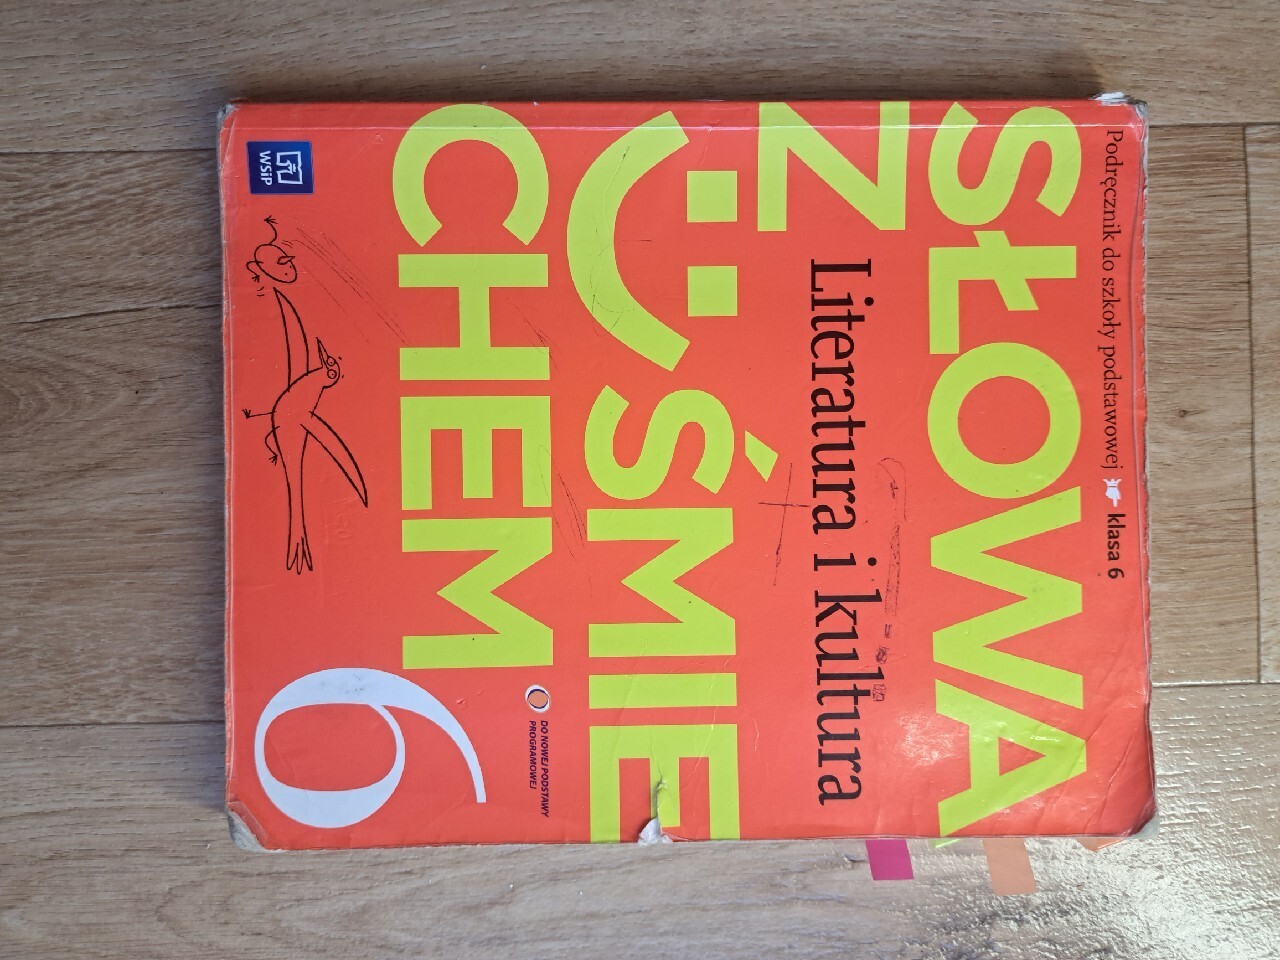 Podręcznik do szkoły podstawowej klasa 6
SŁOWA
Z
Literatura i kultura
UŚMIE
CHEM
DO NOWEJ PODSTAWY
PROGRAMOWEJ
6
WSiP